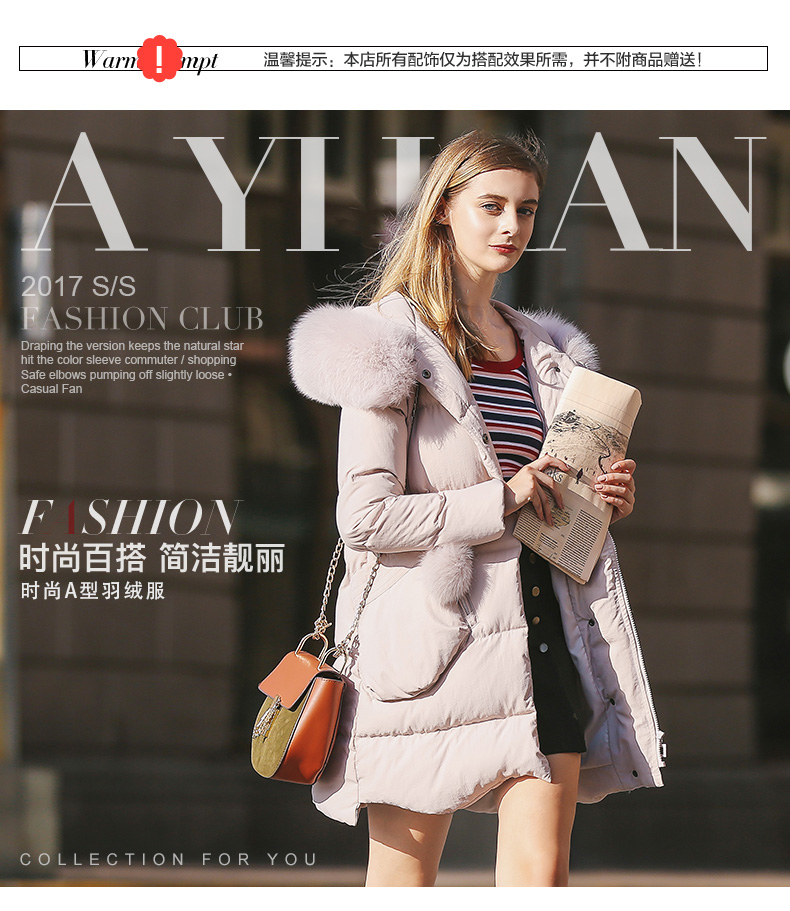 Warm mpt
温馨提示：本店所有配饰仅为搭配效果所需，并不附商品赠送！
A YI AN
2017 S/S
FASHION CLUB
Draping the version keeps the natural star
hit the color sleeve commuter / shopping
Safe elbows pumping off slightly loose •
Casual Fan
FASHION
时尚百搭 简洁靓丽
时尚A型羽绒服
COLLECTION FOR YOU